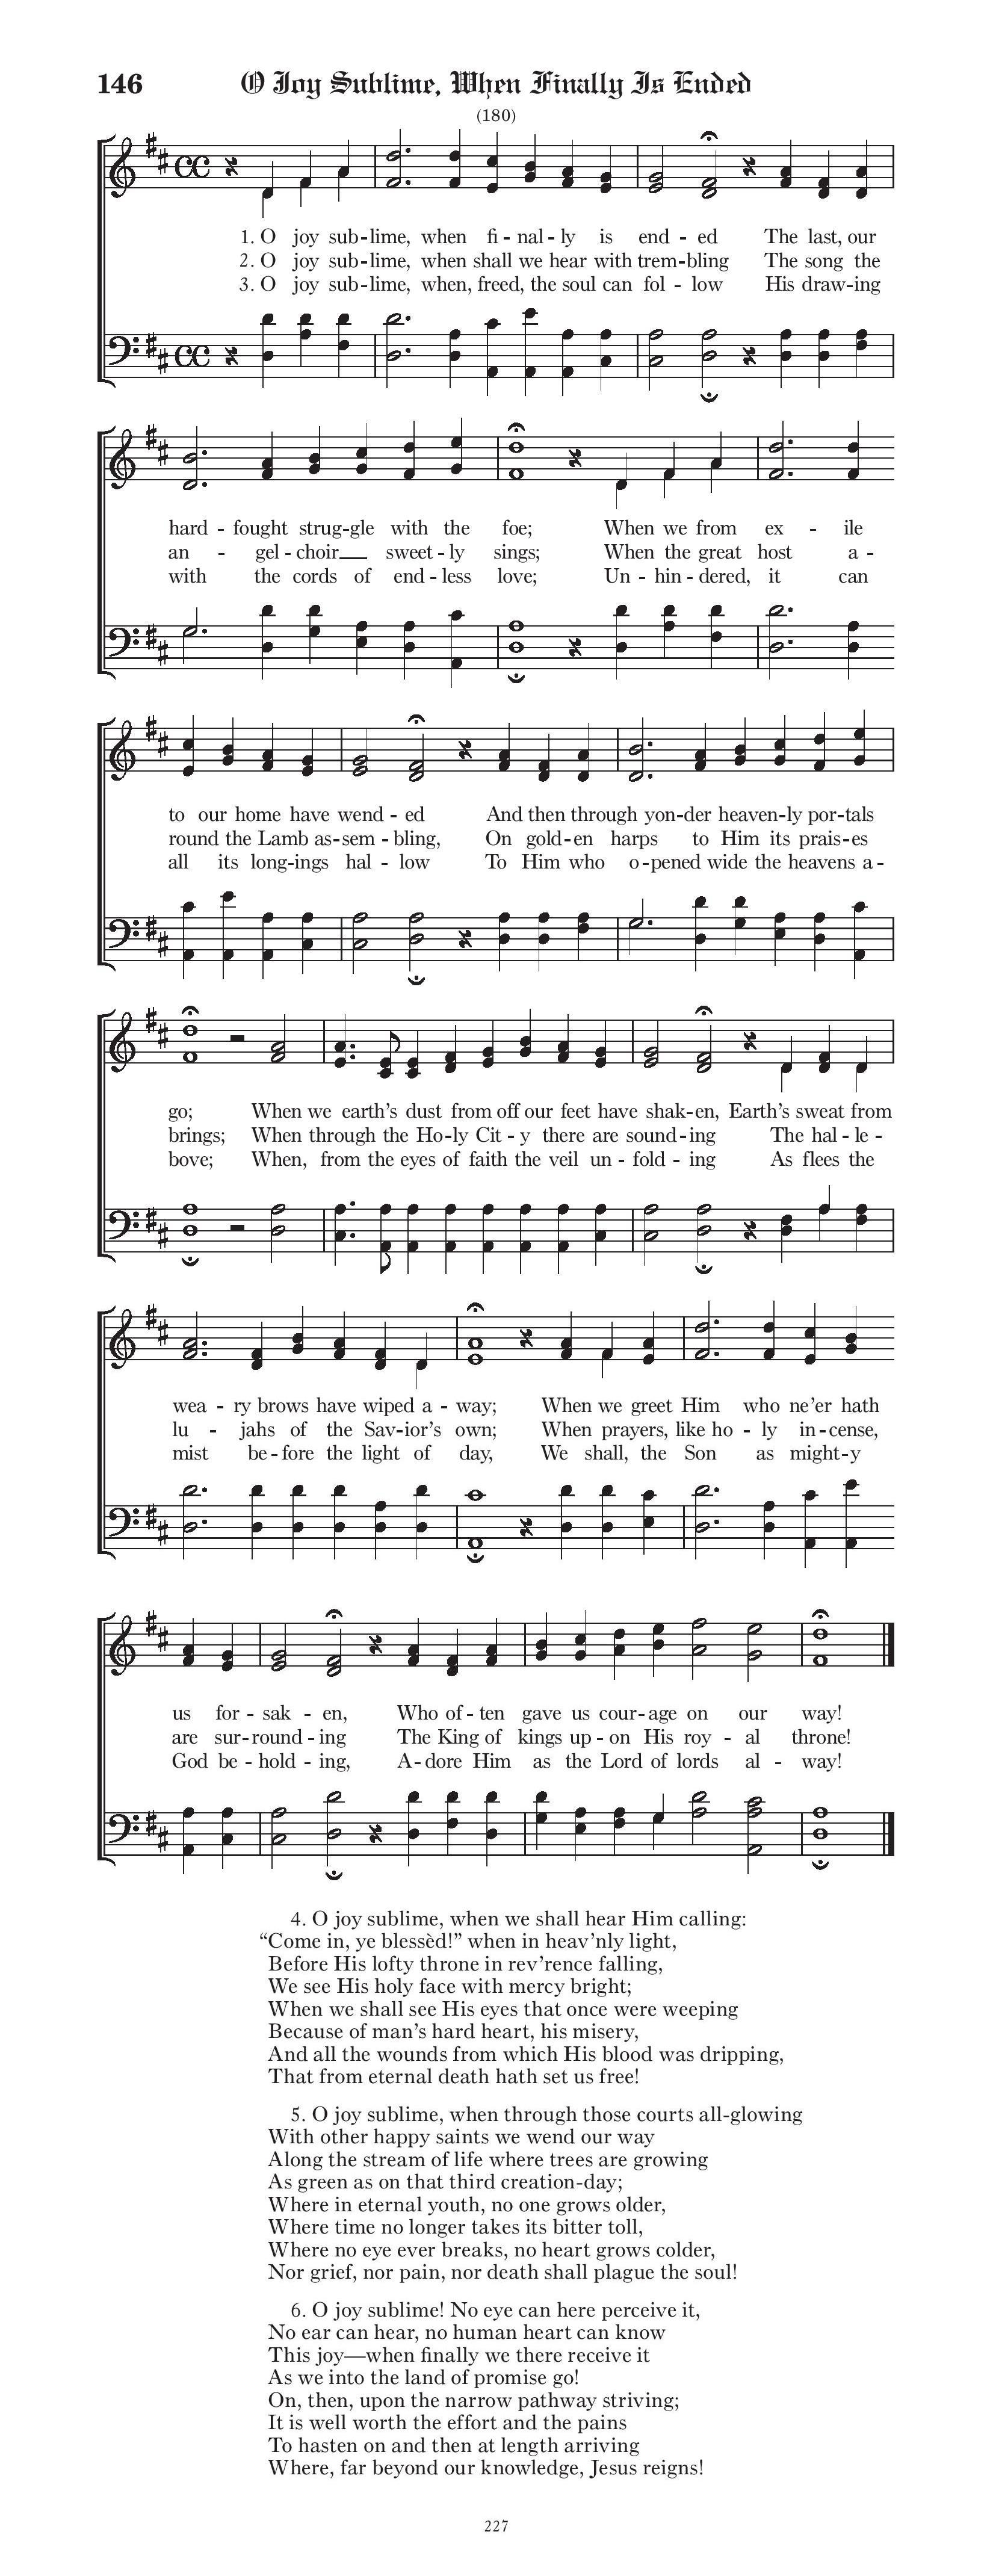 146 O Joy Sublime, When Finally Is Ended
(180)
1. O joy sub-lime, when fi-nal-ly is end-ed The last, our
2. O joy sub-lime, when shall we hear with trem-bling The song the
3. O joy sub-lime, when, freed, the soul can fol-low His draw-ing
hard-fought strug-gle with the foe; When we from ex-ile
an-gel-choir sweet-ly sings; When the great host a-
with the cords of end-less love; Un-hin-dered, it can
to our home have wend-ed And then through yon-der heaven-ly por-tals
round the Lamb as-sem-bling, On gold-en harps to Him its prais-es
all its long-ings hal-low To Him who o-pened wide the heavens a-
go; When we earth's dust from off our feet have shak-en, Earth's sweat from
brings; When through the Ho-ly Cit-y there are sound-ing The hal-le-
bove; When, from the eyes of faith the veil un-fold-ing As flees the
wea-ry brows have wiped a-way; When we greet Him who ne'er hath
lu-jahs of the Sav-ior's own; When prayers, like ho-ly in-cense,
mist be-fore the light of day, We shall, the Son as might-y
us for-sak-en, Who of-ten gave us cour-age on our way!
are sur-round-ing The King of kings up-on His roy-al throne!
God be-hold-ing, A-dore Him as the Lord of lords al-way!
4. O joy sublime, when we shall hear Him calling:
“Come in, ye blessèd!” when in heav’nly light,
Before His lofty throne in rev’rence falling,
We see His holy face with mercy bright;
When we shall see His eyes that once were weeping
Because of man’s hard heart, his misery,
And all the wounds from which His blood was dripping,
That from eternal death hath set us free!
5. O joy sublime, when through those courts all-glowing
With other happy saints we wend our way
Along the stream of life where trees are growing
As green as on that third creation-day;
Where in eternal youth, no one grows older,
Where time no longer takes its bitter toll,
Where no eye ever breaks, no heart grows colder,
Nor grief, nor pain, nor death shall plague the soul!
6. O joy sublime! No eye can here perceive it,
No ear can hear, no human heart can know
This joy—when finally we there receive it
As we into the land of promise go!
On, then, upon the narrow pathway striving;
It is well worth the effort and the pains
To hasten on and then at length arriving
Where, far beyond our knowledge, Jesus reigns!
227